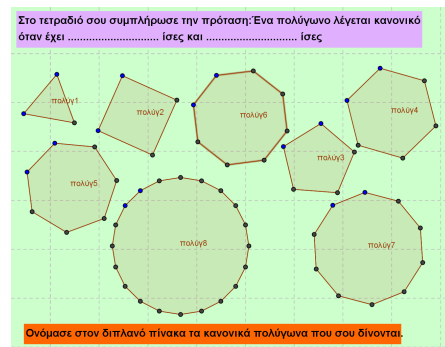 Στο τετραδιό σου συμπλήρωσε την πρόταση:Ένα πολύγωνο λέγεται κανονικό
όταν έχει .............................. ίσες και .............................. ίσες
πολύγ1
πολύγ2
πολύγ6
πολύγ4
πολύγ3
πολύγ5
πολύγ8
πολύγ7
Ονόμασε στον διπλανό πίνακα τα κανονικά πολύγωνα που σου δίνονται.